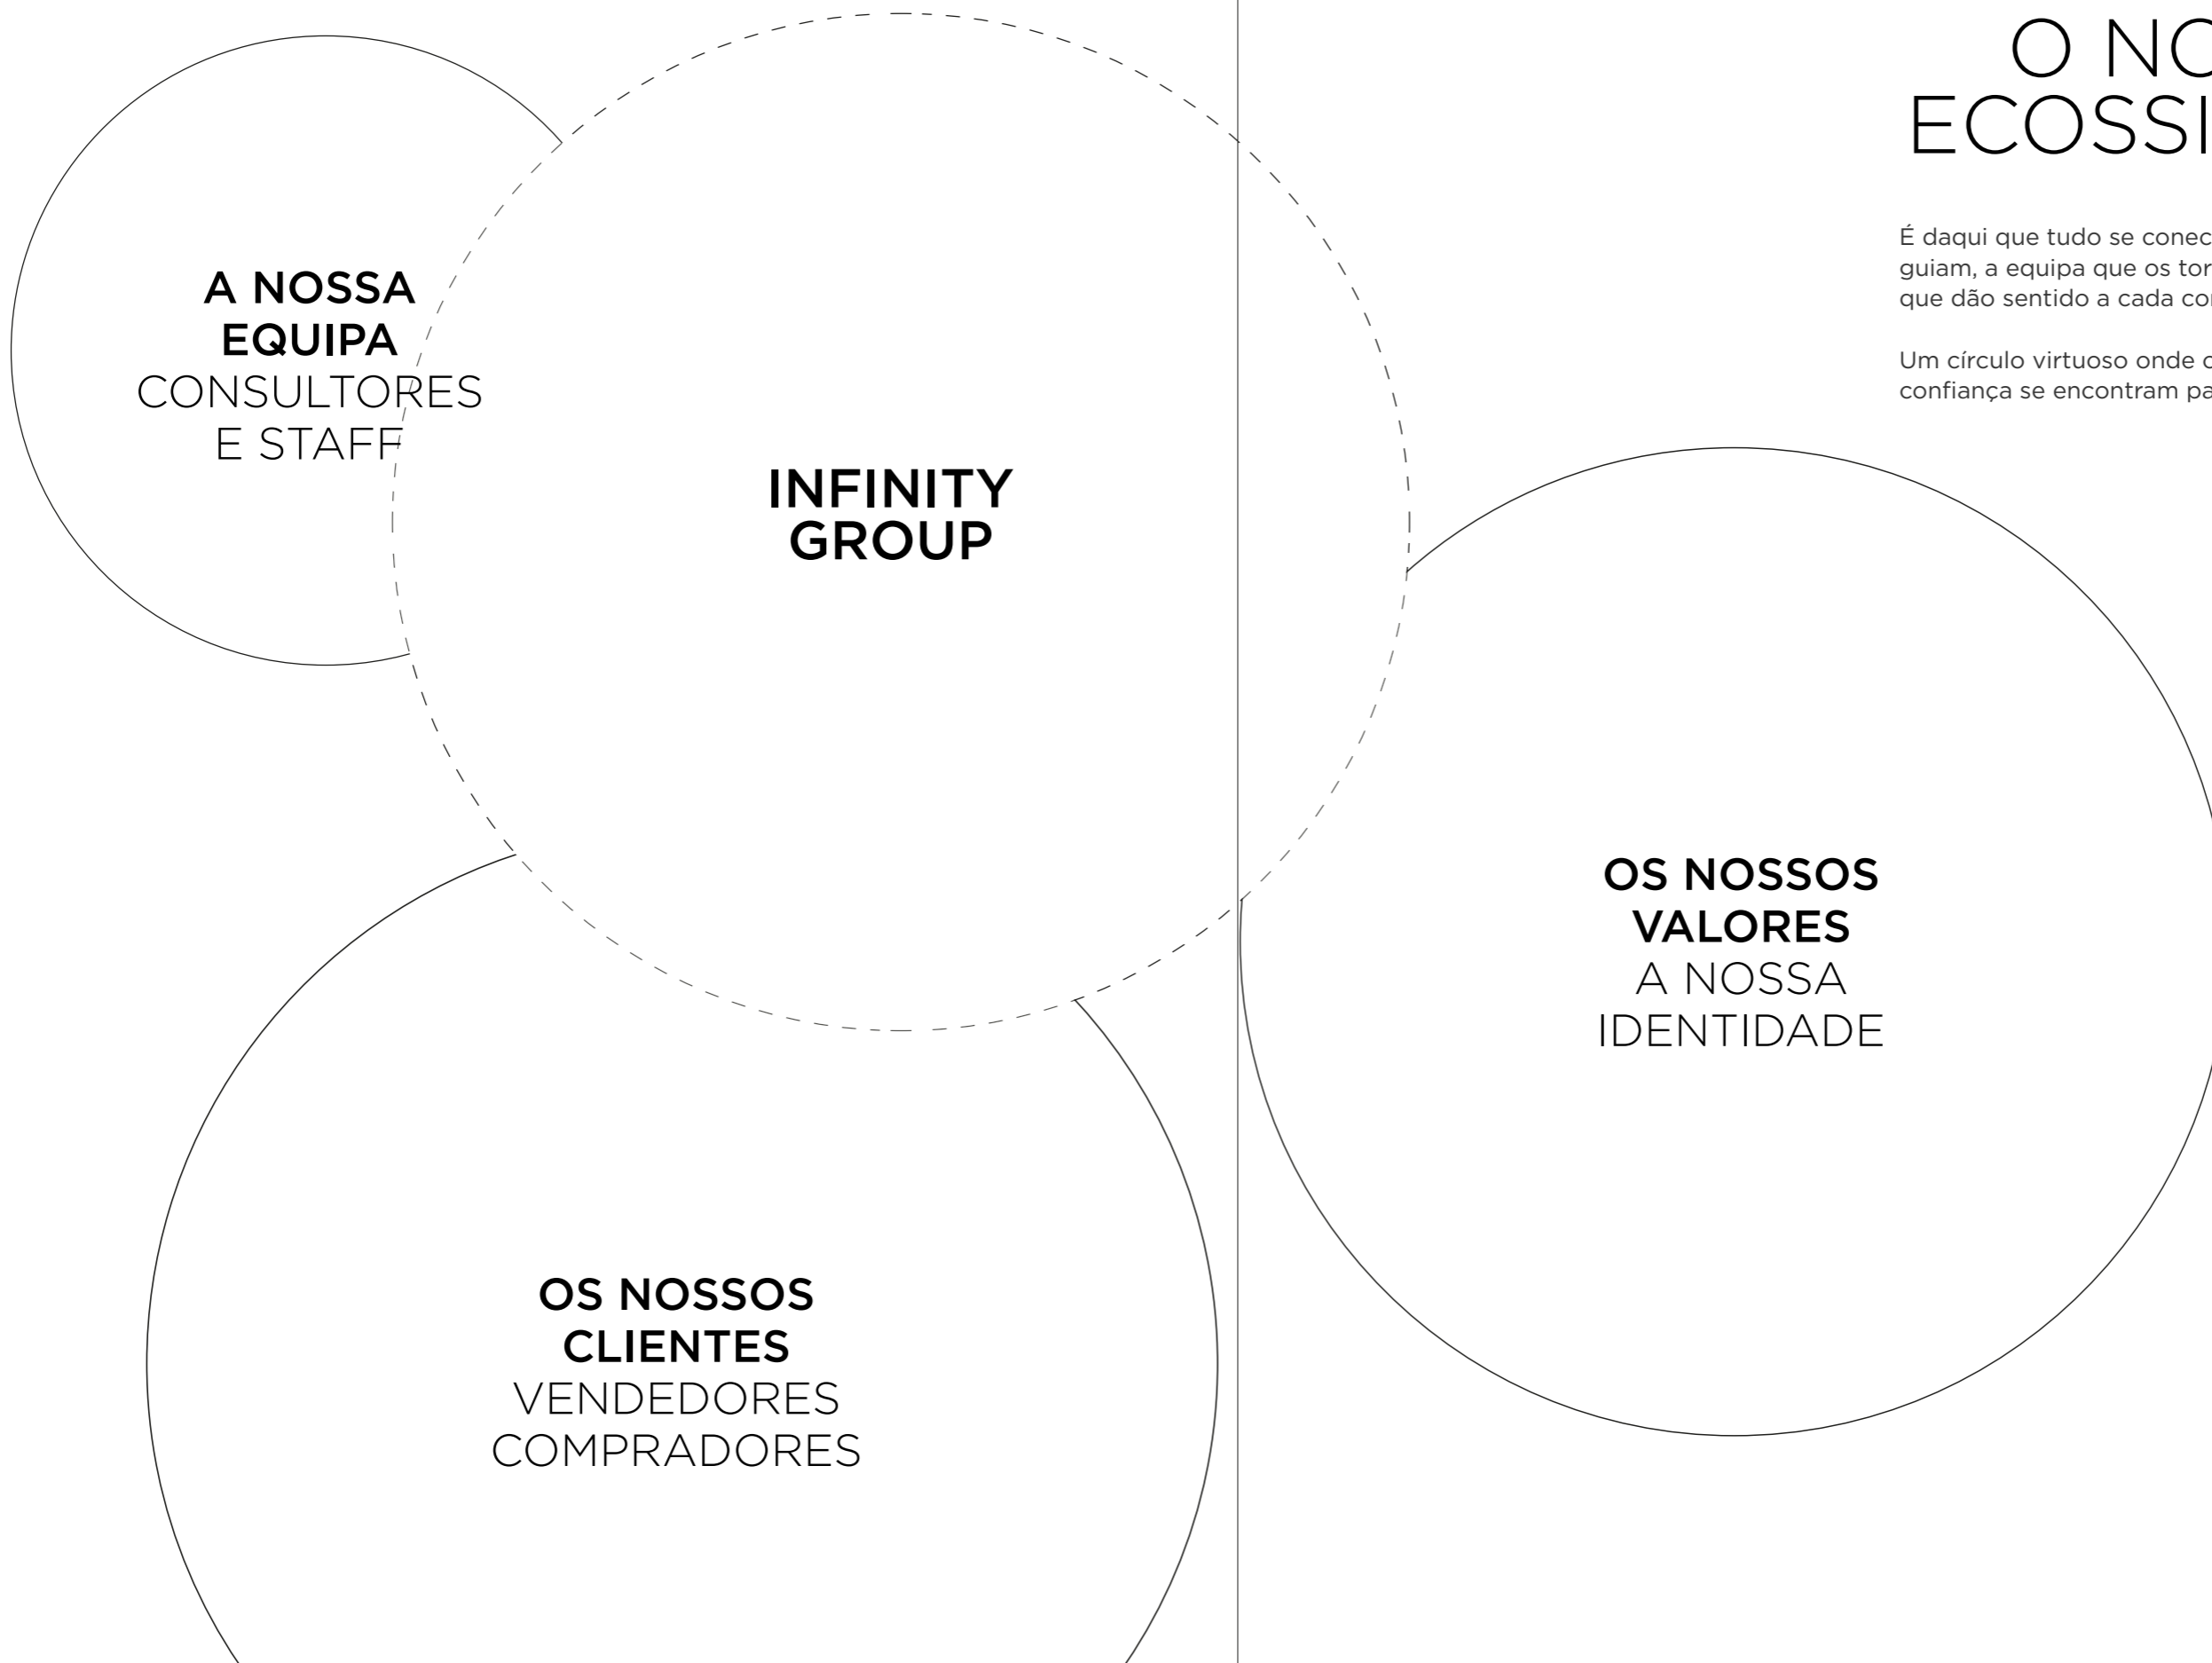 A NOSSA
EQUIPA
CONSULTORES
E STAFF
INFINITY
GROUP
OS NOSSOS
CLIENTES
VENDEDORES
COMPRADORES
O NO
ECOSSI
É daqui que tudo se conec
guiam, a equipa que os tor
que dão sentido a cada
Um círculo virtuoso onde
confiança se encontram pa
OS NOSSOS
VALORES
A NOSSA
IDENTIDADE